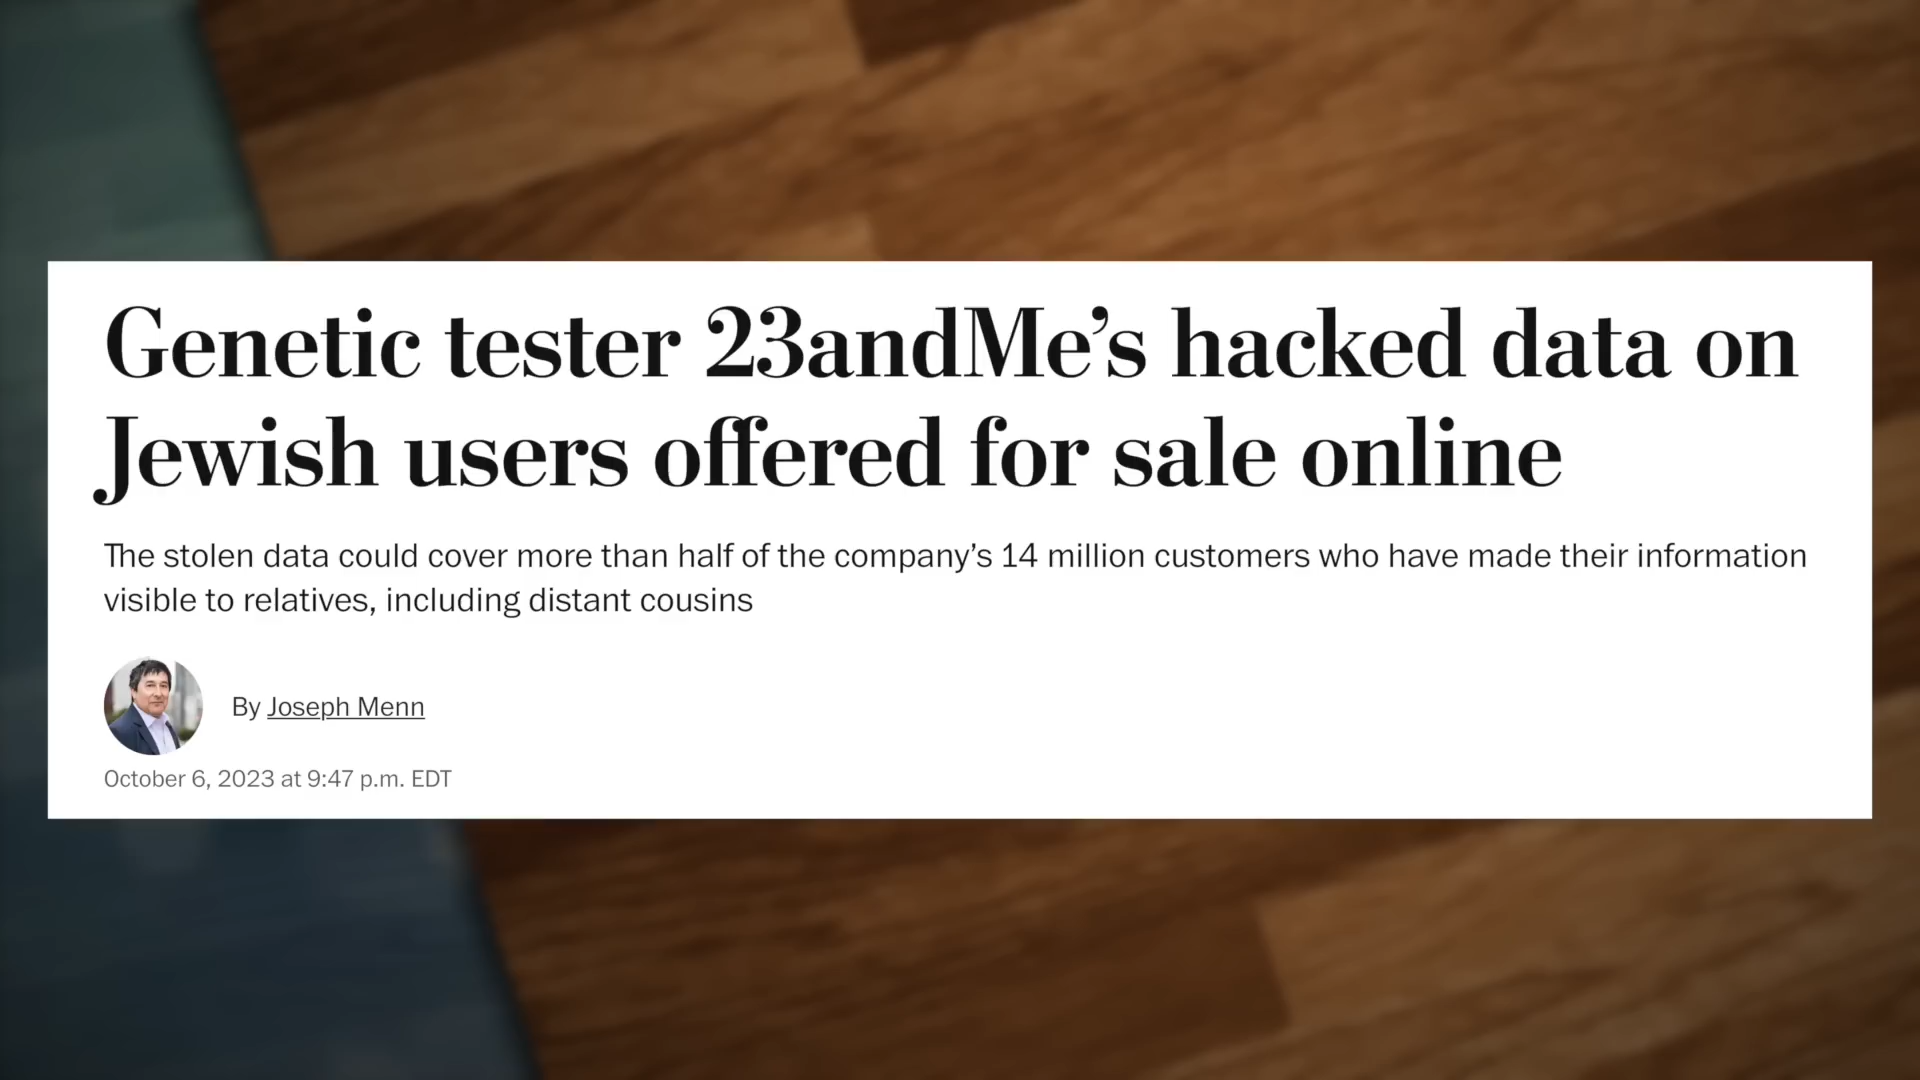 Genetic tester 23andMe’s hacked data on
Jewish users offered for sale online
The stolen data could cover more than half of the company’s 14 million customers who have made their information
visible to relatives, including distant cousins
By Joseph Menn
October 6, 2023 at 9:47 p.m. EDT